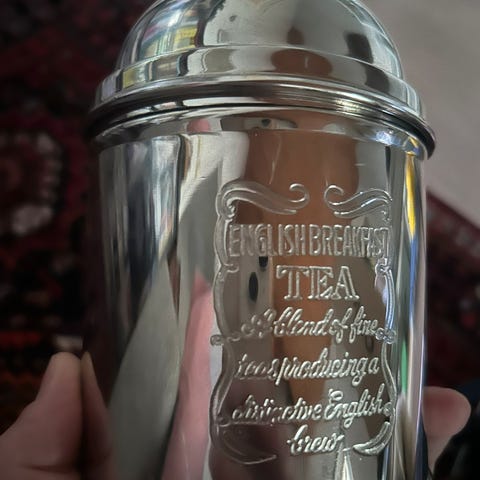 ENGLISH BREAKFAST
TEA
A blend of fine
teas producing a
distinctive English
brew